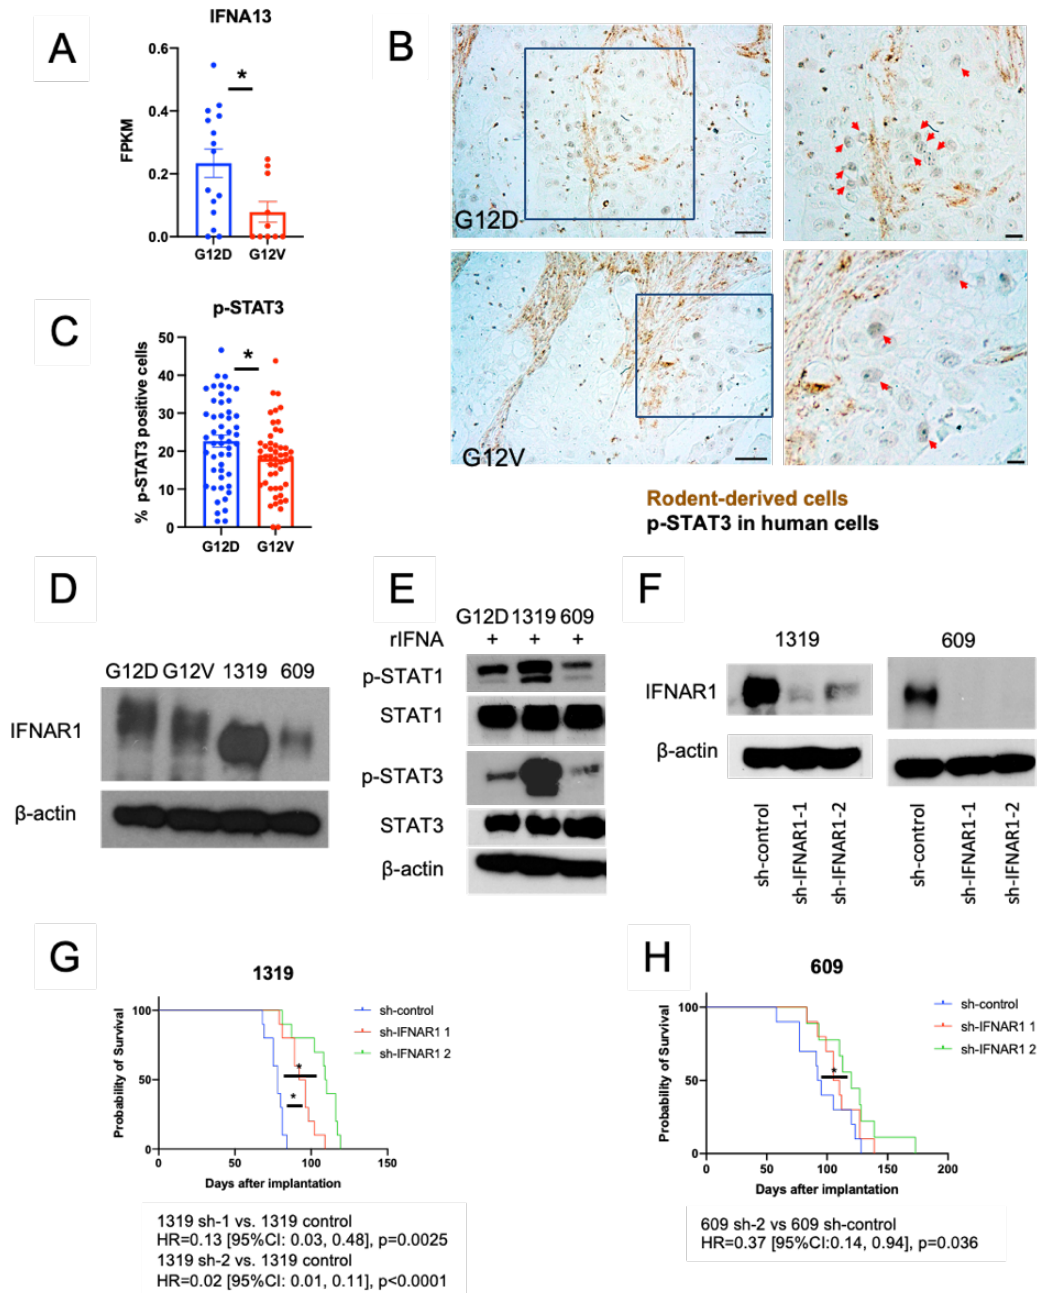 A
IFNA13
FPKM
0.6
0.4
0.2
0.0
G12D G12V
*
B
G12D
G12V
Rodent-derived cells
p-STAT3 in human cells
C
p-STAT3
% p-STAT3 positive cells
50
40
30
20
10
0
G12D G12V
*
D
G12D G12V 1319 609
IFNAR1
β-actin
E
G12D 1319 609
rIFNA + + +
p-STAT1
STAT1
p-STAT3
STAT3
β-actin
F
1319 609
IFNAR1
β-actin
sh-control
sh-IFNAR1-1
sh-IFNAR1-2
sh-control
sh-IFNAR1-1
sh-IFNAR1-2
G
1319
Probability of Survival
100
50
0
0 50 100 150
Days after implantation
*
*
sh-control
sh-IFNAR1 1
sh-IFNAR1 2
1319 sh-1 vs. 1319 control
HR=0.13 [95%CI: 0.03, 0.48], p=0.0025
1319 sh-2 vs. 1319 control
HR=0.02 [95%CI: 0.01, 0.11], p<0.0001
H
609
Probability of Survival
100
50
0
0 50 100 150 200
Days after implantation
*
sh-control
sh-IFNAR1 1
sh-IFNAR1 2
609 sh-2 vs 609 sh-control
HR=0.37 [95%CI:0.14, 0.94], p=0.036